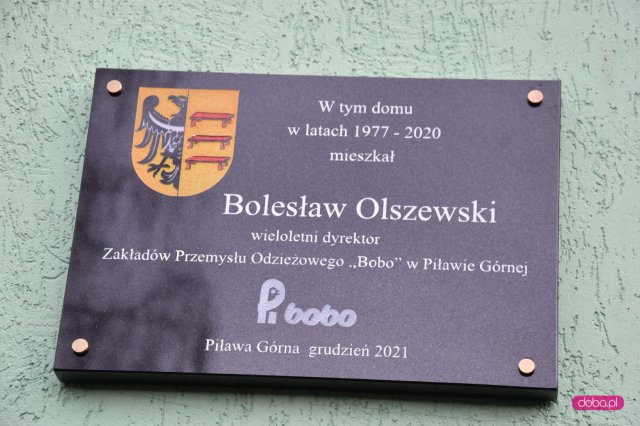 W tym domu
w latach 1977 - 2020
mieszkał
Bolesław Olszewski
wieloletni dyrektor
Zakładów Przemysłu Odzieżowego ,,Bobo" w Piławie Górnej
Pi bobo
Piława Górna grudzień 2021
doba.pl